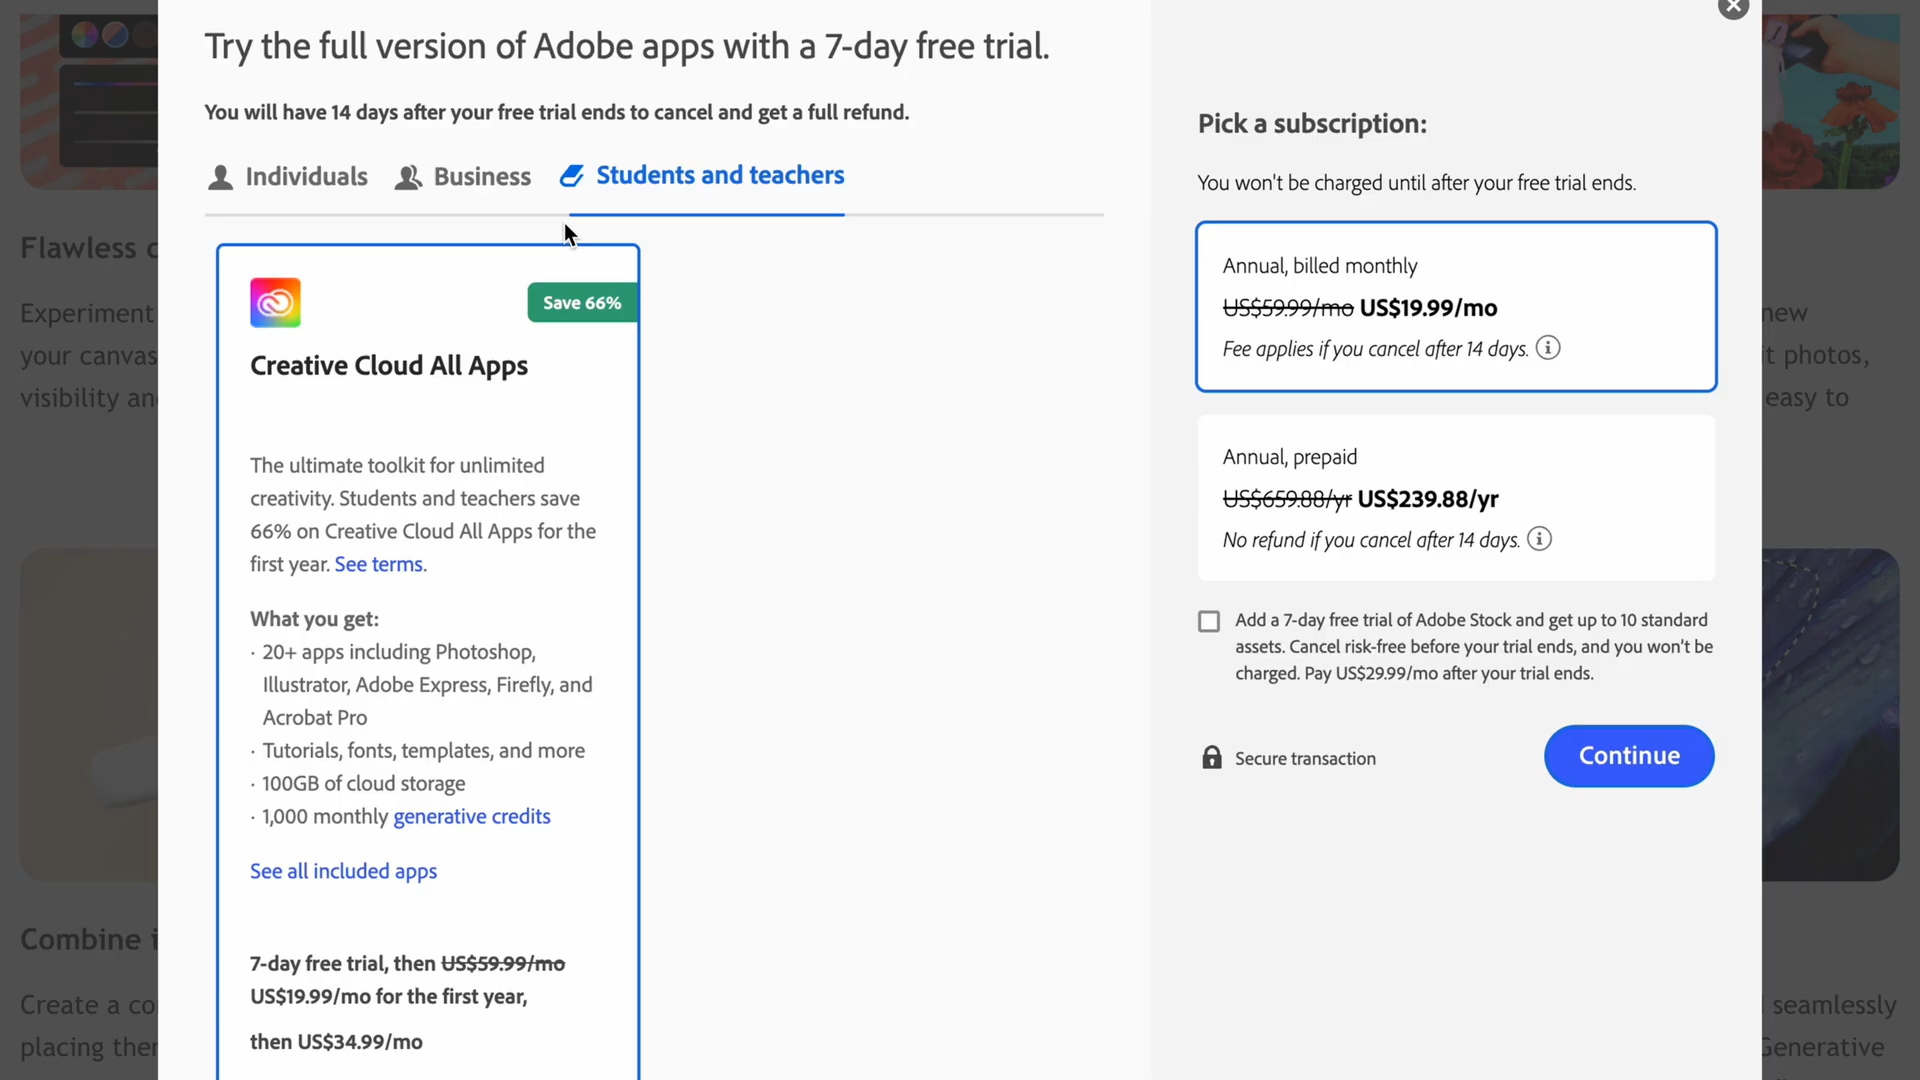 Try the full version of Adobe apps with a 7-day free trial.
You will have 14 days after your free trial ends to cancel and get a full refund.
Individuals
Business
Students and teachers
Save 66%
Creative Cloud All Apps
The ultimate toolkit for unlimited
creativity. Students and teachers save
66% on Creative Cloud All Apps for the
first year. See terms.
What you get:
· 20+ apps including Photoshop,
Illustrator, Adobe Express, Firefly, and
Acrobat Pro
· Tutorials, fonts, templates, and more
· 100GB of cloud storage
· 1,000 monthly generative credits
See all included apps
7-day free trial, then US$59.99/mo
US$19.99/mo for the first year,
then US$34.99/mo
Pick a subscription:
You won't be charged until after your free trial ends.
Annual, billed monthly
US$59.99/mo US$19.99/mo
Fee applies if you cancel after 14 days.
Annual, prepaid
US$659.88/yr US$239.88/yr
No refund if you cancel after 14 days.
Add a 7-day free trial of Adobe Stock and get up to 10 standard
assets. Cancel risk-free before your trial ends, and you won't be
charged. Pay US$29.99/mo after your trial ends.
Secure transaction
Continue
Flawless
Experiment
your canvas
visibility
Combine
Create a
placing
new
photos,
easy to
seamlessly
Generative